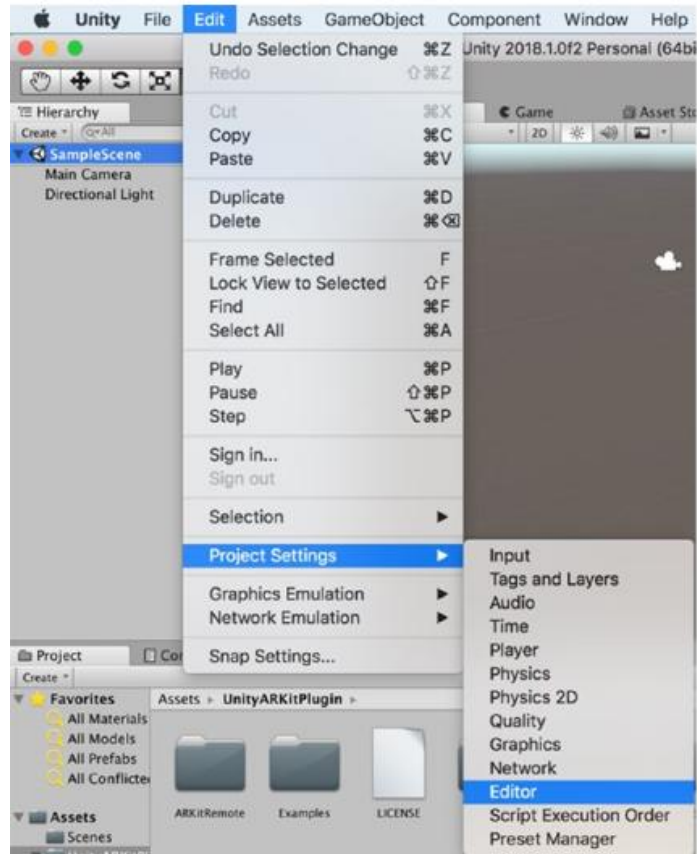 Unity File Edit Assets GameObject Component Window Help
Unity 2018.1.0f2 Personal (64bi
Hierarchy
Create
All
SampleScene
Main Camera
Directional Light
Undo Selection Change ⌘Z
Redo ⇧⌘Z
Cut ⌘X
Copy ⌘C
Paste ⌘V
Duplicate ⌘D
Delete ⌘⌫
Frame Selected F
Lock View to Selected ⇧F
Find ⌘F
Select All ⌘A
Play ⌘P
Pause ⇧⌘P
Step ⌥⌘P
Sign in...
Sign out
Selection
Project Settings
Graphics Emulation
Network Emulation
Snap Settings...
Game Asset Sto
2D
Input
Tags and Layers
Audio
Time
Player
Physics
Physics 2D
Quality
Graphics
Network
Editor
Script Execution Order
Preset Manager
Project Con
Create
Favorites
All Materials
All Models
All Prefabs
All Conflicte
Assets
Scenes
Assets UnityARKitPlugin
ARKitRemote Examples LICENSE